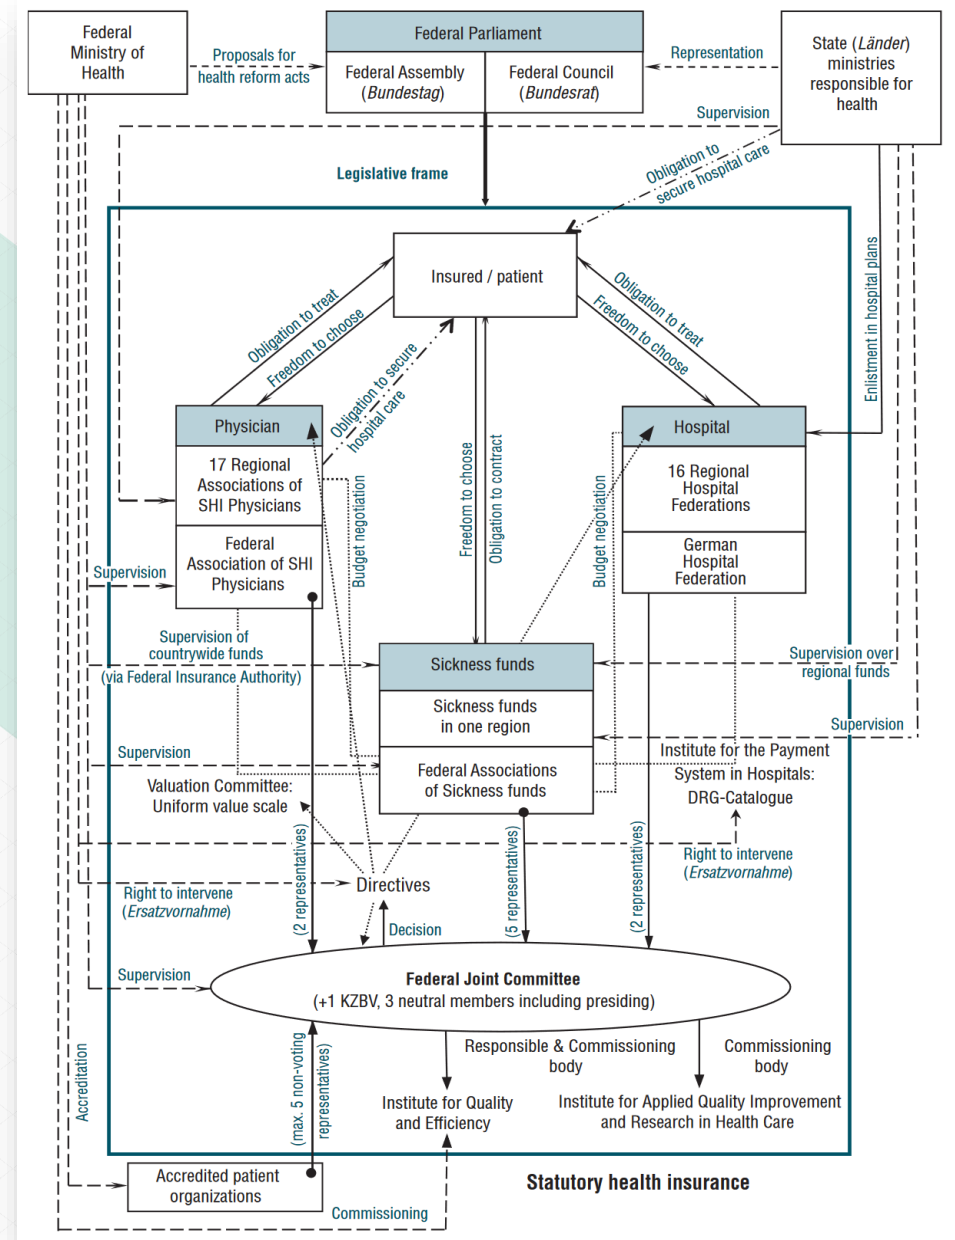 Federal
Ministry of
Health
Proposals for
health reform acts
Federal Parliament
Federal Assembly
(Bundestag)
Federal Council
(Bundesrat)
Representation
State (Länder)
ministries
responsible for
health
Supervision
Legislative frame
Obligation to
secure hospital care
Insured / patient
Obligation to treat
Freedom to choose
Obligation to secure
hospital care
Obligation to treat
Freedom to choose
Enlistment in hospital plans
Physician
17 Regional
Associations of
SHI Physicians
Federal
Association of SHI
Physicians
Hospital
16 Regional
Hospital
Federations
German
Hospital
Federation
Budget negotiation
Freedom to choose
Obligation to contract
Budget negotiation
Supervision
Supervision of
countrywide funds
(via Federal Insurance Authority)
Sickness funds
Sickness funds
in one region
Federal Associations
of Sickness funds
Supervision over
regional funds
Supervision
Supervision
Valuation Committee:
Uniform value scale
Institute for the Payment
System in Hospitals:
DRG-Catalogue
(2 representatives)
(5 representatives)
(2 representatives)
Right to intervene
(Ersatzvornahme)
Right to intervene
(Ersatzvornahme)
Directives
Decision
Supervision
Federal Joint Committee
(+1 KZBV, 3 neutral members including presiding)
Accreditation
(max. 5 non-voting
representatives)
Responsible & Commissioning
body
Commissioning
body
Institute for Quality
and Efficiency
Institute for Applied Quality Improvement
and Research in Health Care
Accredited patient
organizations
Commissioning
Statutory health insurance